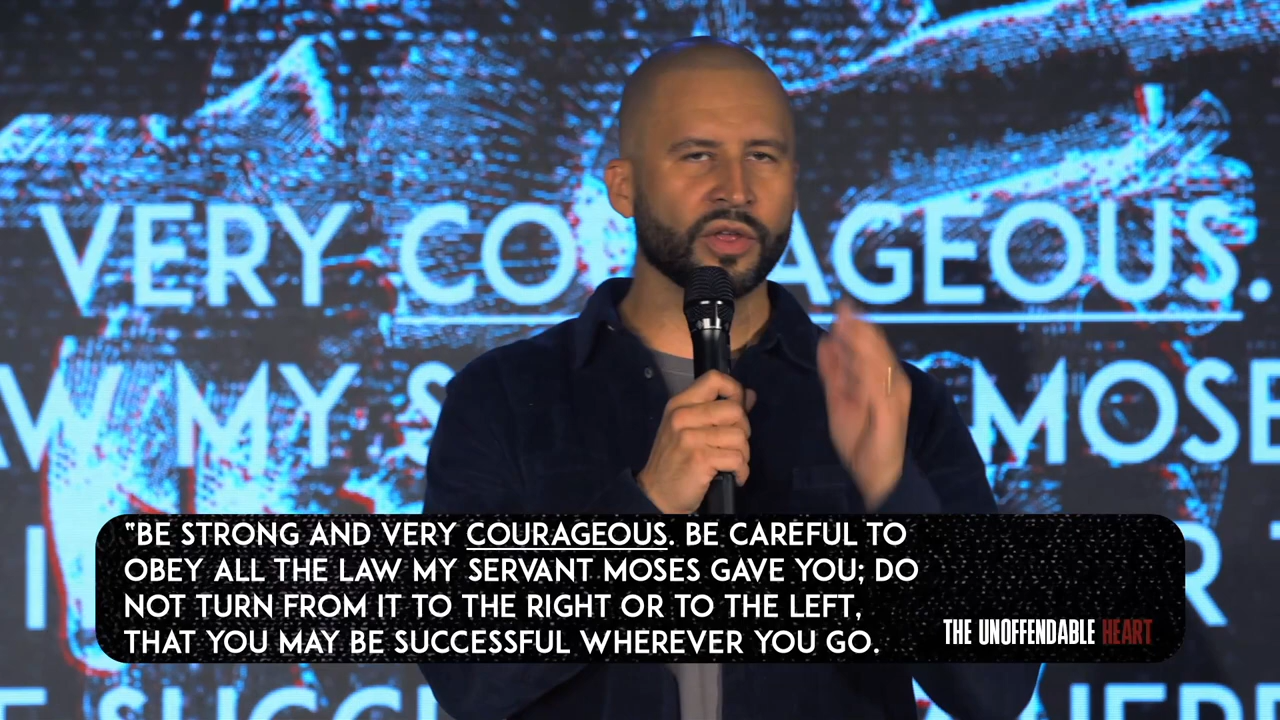 VERY CO AGEOUS.
AW MY S MOSE
"BE STRONG AND VERY COURAGEOUS. BE CAREFUL TO
OBEY ALL THE LAW MY SERVANT MOSES GAVE YOU; DO
NOT TURN FROM IT TO THE RIGHT OR TO THE LEFT,
THAT YOU MAY BE SUCCESSFUL WHEREVER YOU GO.
THE UNOFFENDABLE HEART